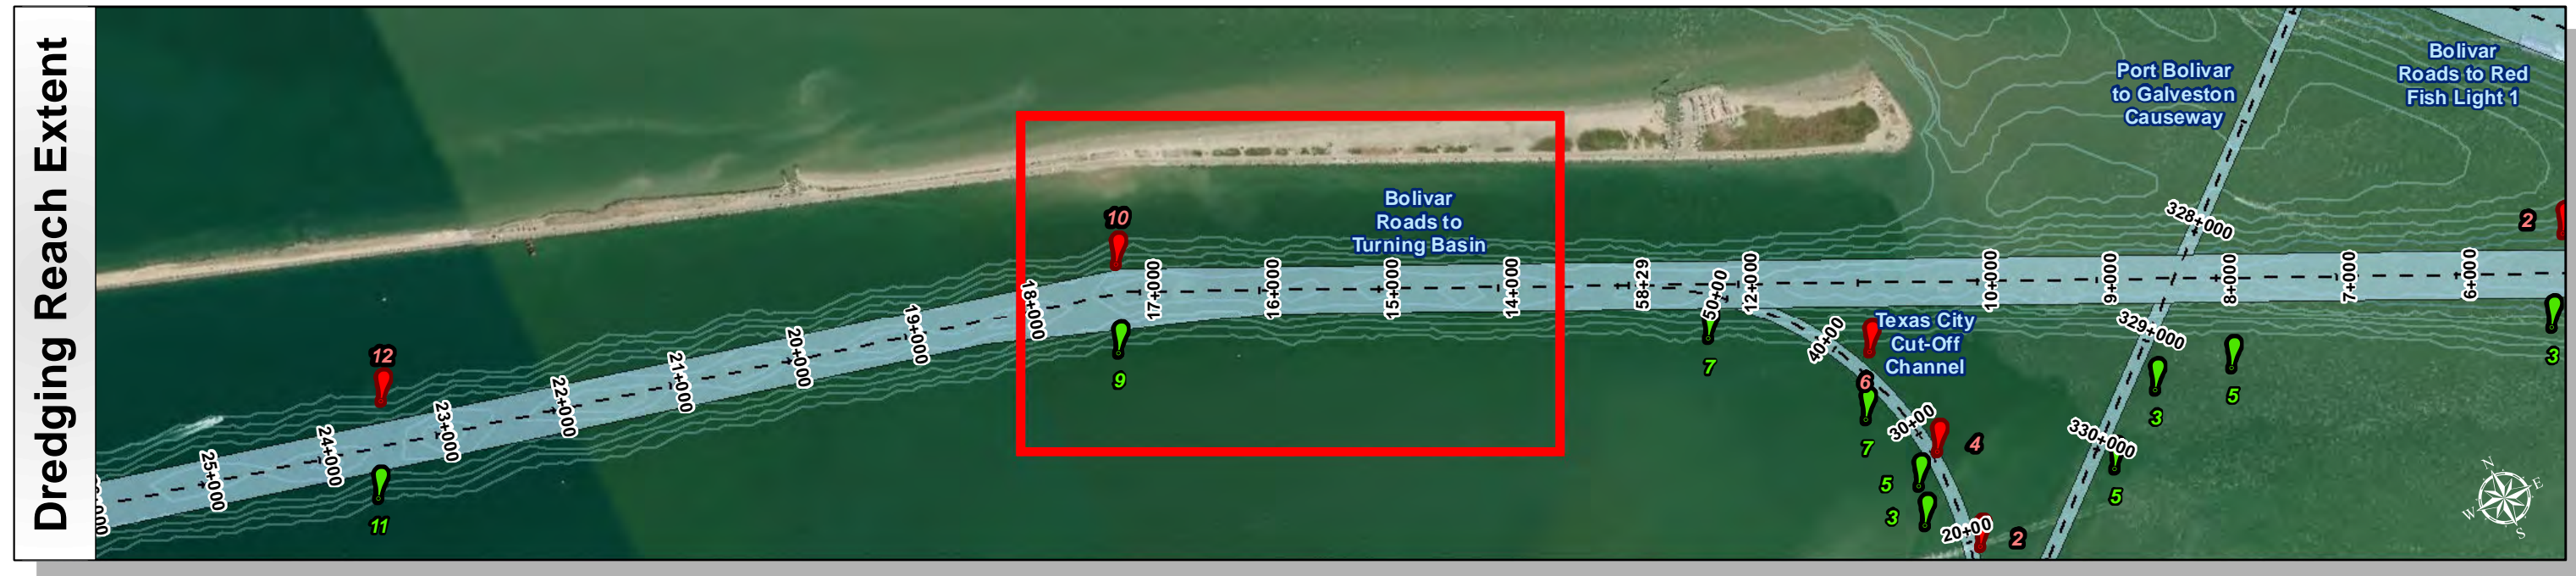 Dredging Reach Extent
Bolivar
Roads to Red
Fish Light 1
Port Bolivar
to Galveston
Causeway
Bolivar
Roads to
Turning Basin
Texas City
Cut-Off
Channel
25+000
24+000
23+000
22+000
21+000
20+000
19+000
18+000
17+000
16+000
15+000
14+000
58+29
50+00
12+000
10+000
9+000
8+000
7+000
6+000
328+000
329+000
330+000
40+00
30+00
20+00
12
11
10
9
7
6
7
5
3
4
2
3
5
5
2
3
N
E
S
W